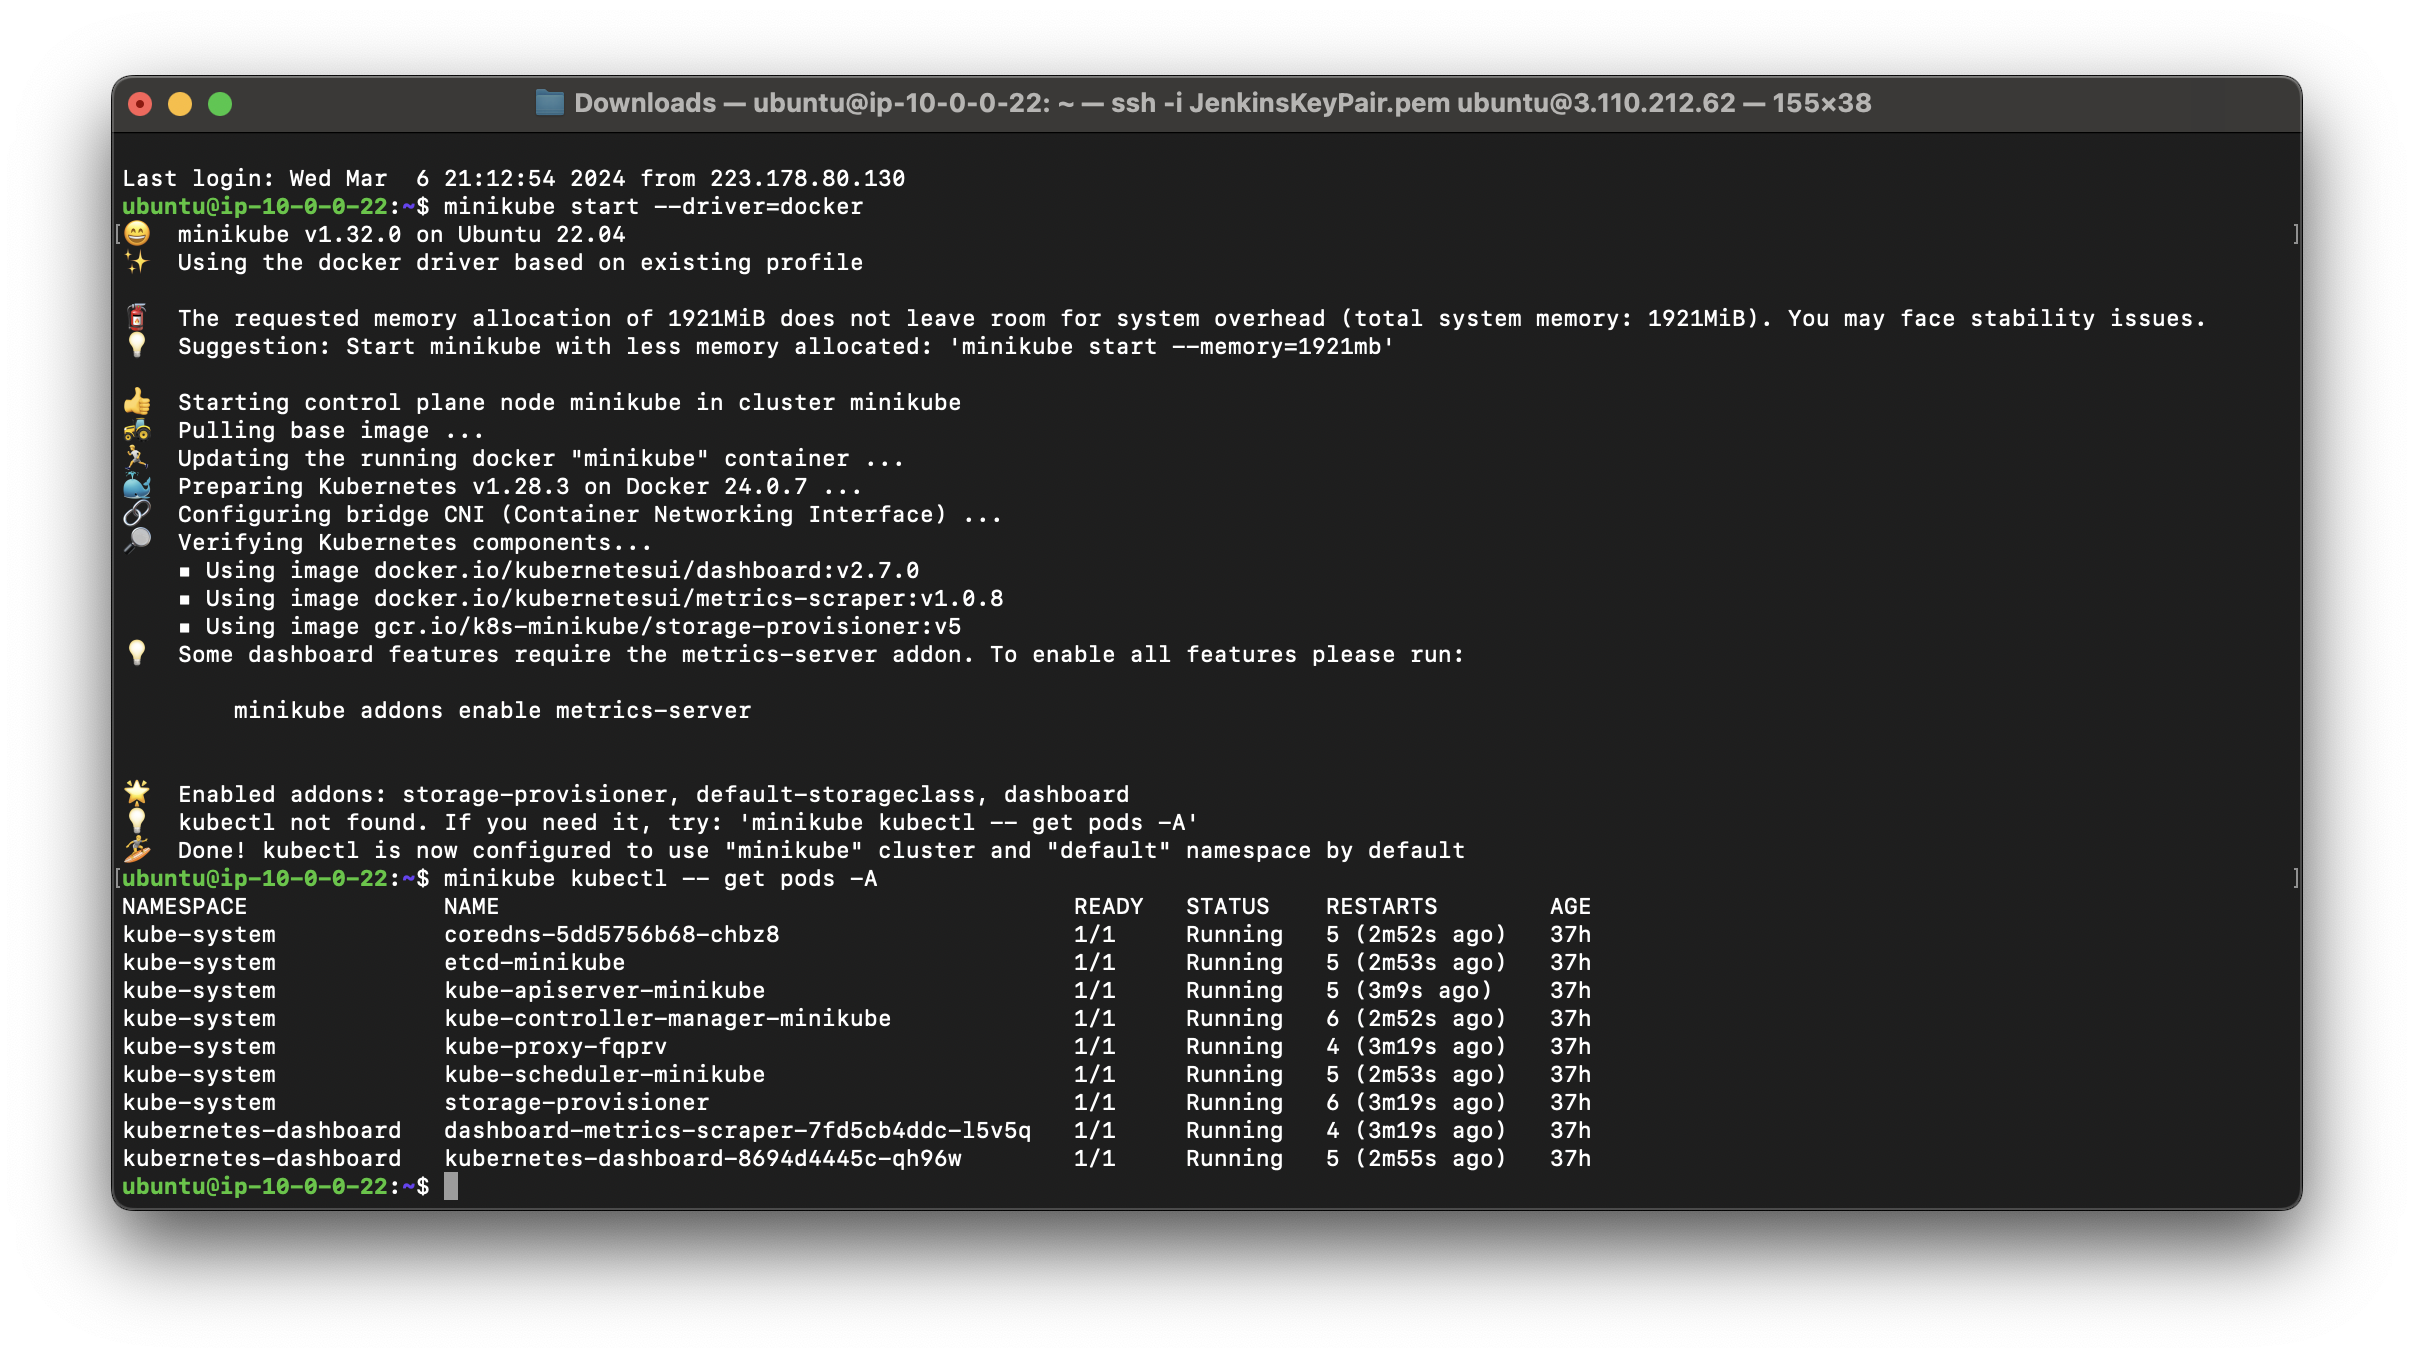 Downloads — ubuntu@ip-10-0-0-22: ~ — ssh -i JenkinsKeyPair.pem ubuntu@3.110.212.62 — 155×38
Last login: Wed Mar  6 21:12:54 2024 from 223.178.80.130
ubuntu@ip-10-0-0-22:~$ minikube start --driver=docker
[😄  minikube v1.32.0 on Ubuntu 22.04 ]
✨  Using the docker driver based on existing profile
🧯  The requested memory allocation of 1921MiB does not leave room for system overhead (total system memory: 1921MiB). You may face stability issues.
💡  Suggestion: Start minikube with less memory allocated: 'minikube start --memory=1921mb'
👍  Starting control plane node minikube in cluster minikube
🚜  Pulling base image ...
🏃  Updating the running docker "minikube" container ...
🐳  Preparing Kubernetes v1.28.3 on Docker 24.0.7 ...
🔗  Configuring bridge CNI (Container Networking Interface) ...
🔎  Verifying Kubernetes components...
    ▪ Using image docker.io/kubernetesui/dashboard:v2.7.0
    ▪ Using image docker.io/kubernetesui/metrics-scraper:v1.0.8
    ▪ Using image gcr.io/k8s-minikube/storage-provisioner:v5
💡  Some dashboard features require the metrics-server addon. To enable all features please run:
        minikube addons enable metrics-server
🌟  Enabled addons: storage-provisioner, default-storageclass, dashboard
💡  kubectl not found. If you need it, try: 'minikube kubectl -- get pods -A'
🏄  Done! kubectl is now configured to use "minikube" cluster and "default" namespace by default
[ubuntu@ip-10-0-0-22:~$ minikube kubectl -- get pods -A ]
NAMESPACE              NAME                                         READY   STATUS    RESTARTS        AGE
kube-system            coredns-5dd5756b68-chbz8                     1/1     Running   5 (2m52s ago)   37h
kube-system            etcd-minikube                                1/1     Running   5 (2m53s ago)   37h
kube-system            kube-apiserver-minikube                      1/1     Running   5 (3m9s ago)    37h
kube-system            kube-controller-manager-minikube             1/1     Running   6 (2m52s ago)   37h
kube-system            kube-proxy-fqprv                             1/1     Running   4 (3m19s ago)   37h
kube-system            kube-scheduler-minikube                      1/1     Running   5 (2m53s ago)   37h
kube-system            storage-provisioner                          1/1     Running   6 (3m19s ago)   37h
kubernetes-dashboard   dashboard-metrics-scraper-7fd5cb4ddc-l5v5q   1/1     Running   4 (3m19s ago)   37h
kubernetes-dashboard   kubernetes-dashboard-8694d4445c-qh96w        1/1     Running   5 (2m55s ago)   37h
ubuntu@ip-10-0-0-22:~$